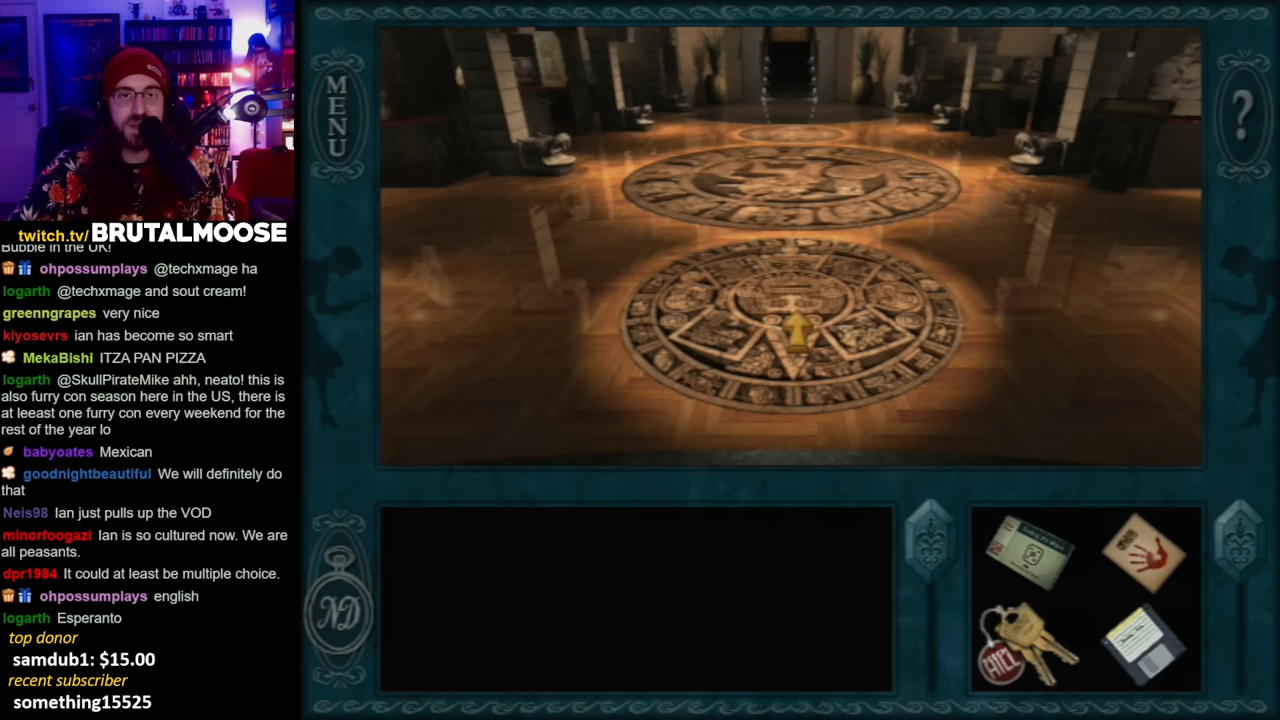 twitch.tv/BRUTALMOOSE
Bubble in the UK!
ohpossumplays @techxmage ha
logarth @techxmage and sout cream!
greenngrapes very nice
kiyosevrs ian has become so smart
MekaBishi ITZA PAN PIZZA
logarth @SkullPirateMike ahh, neato! this is
also furry con season here in the US, there is
at leeast one furry con every weekend for the
rest of the year lo
babyoates Mexican
goodnightbeautiful We will definitely do
that
Neis98 Ian just pulls up the VOD
minorfoogazi Ian is so cultured now. We are
all peasants.
dpr1984 It could at least be multiple choice.
ohpossumplays english
logarth Esperanto
top donor
samdub1: $15.00
recent subscriber
something15525
MENU
?
ND